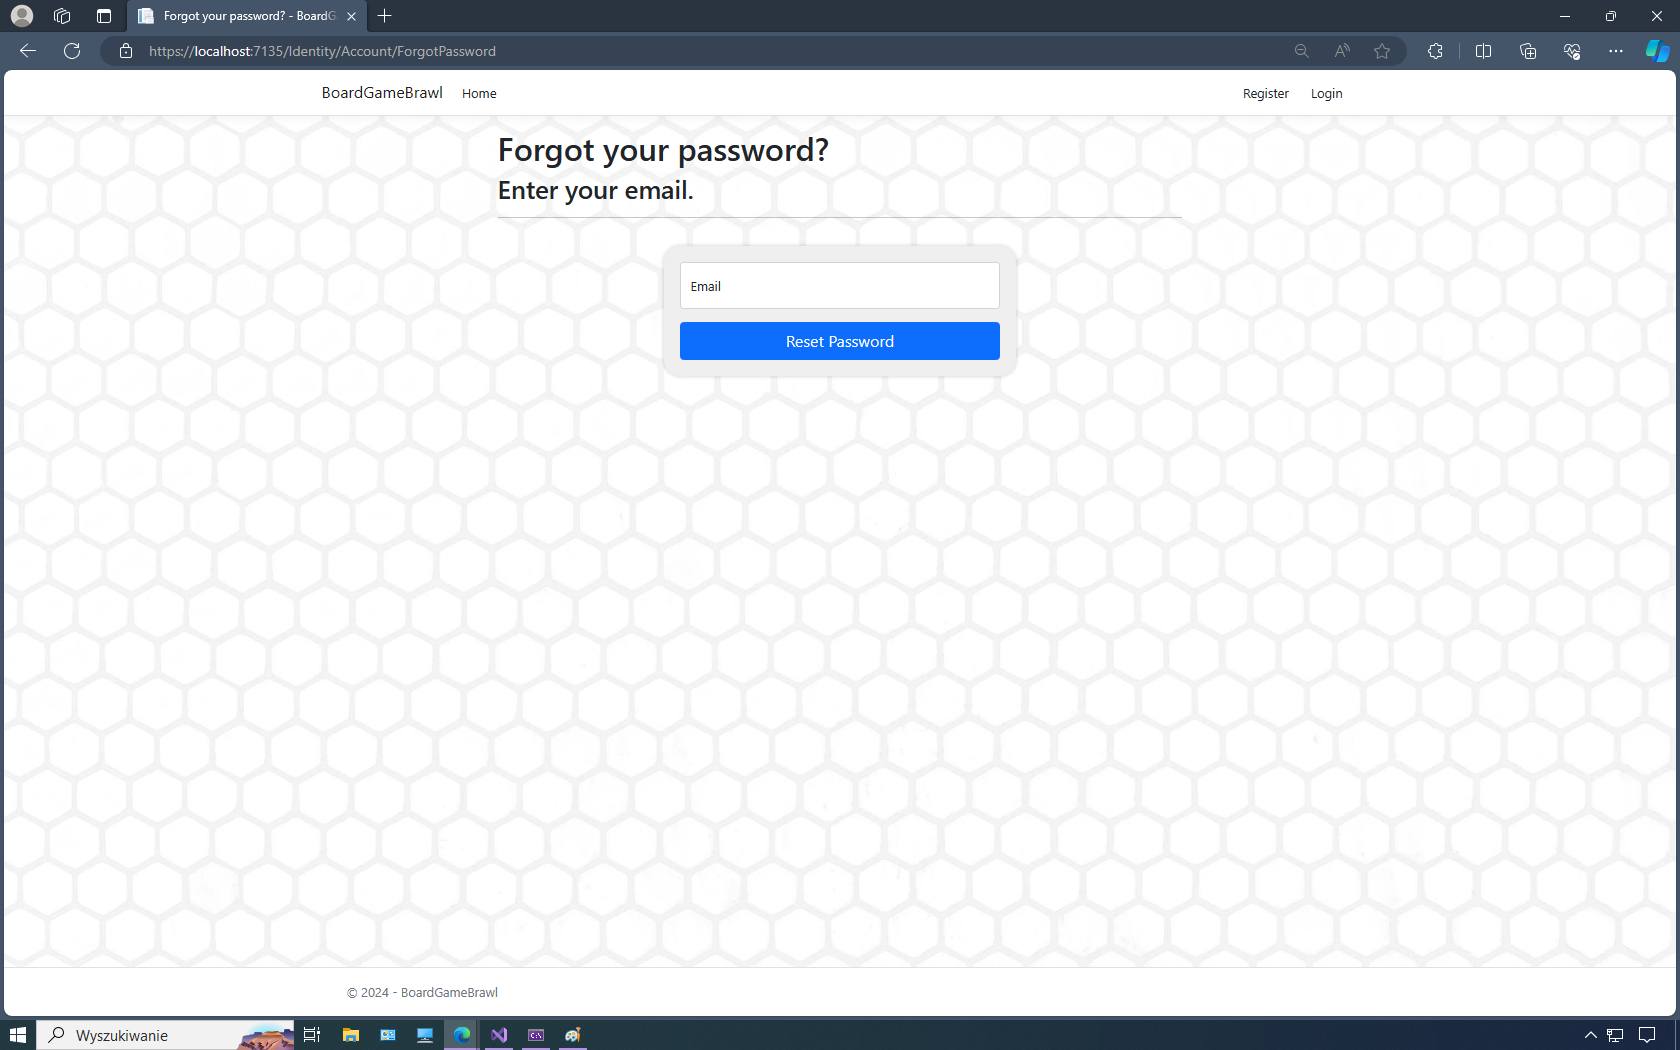 Forgot your password? - BoardG
https://localhost:7135/Identity/Account/ForgotPassword
BoardGameBrawl Home Register Login
Forgot your password?
Enter your email.
Email
Reset Password
© 2024 - BoardGameBrawl
Wyszukiwanie